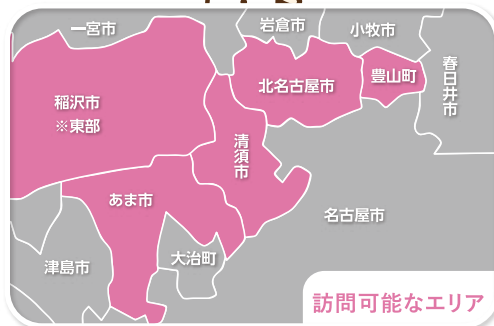 一宮市
岩倉市
小牧市
春日井市
豊山町
北名古屋市
稲沢市
※東部
清須市
あま市
名古屋市
大治町
津島市
訪問可能なエリア